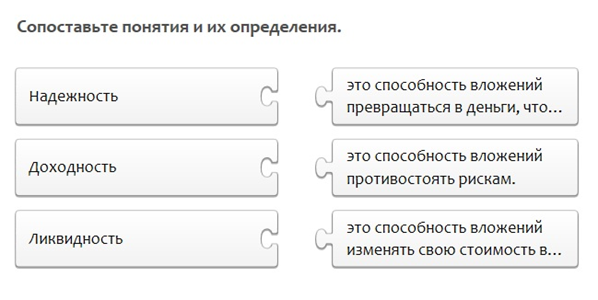 Сопоставьте понятия и их определения.
Надежность
это способность вложений
превращаться в деньги, что...
Доходность
это способность вложений
противостоять рискам.
Ликвидность
это способность вложений
изменять свою стоимость в...